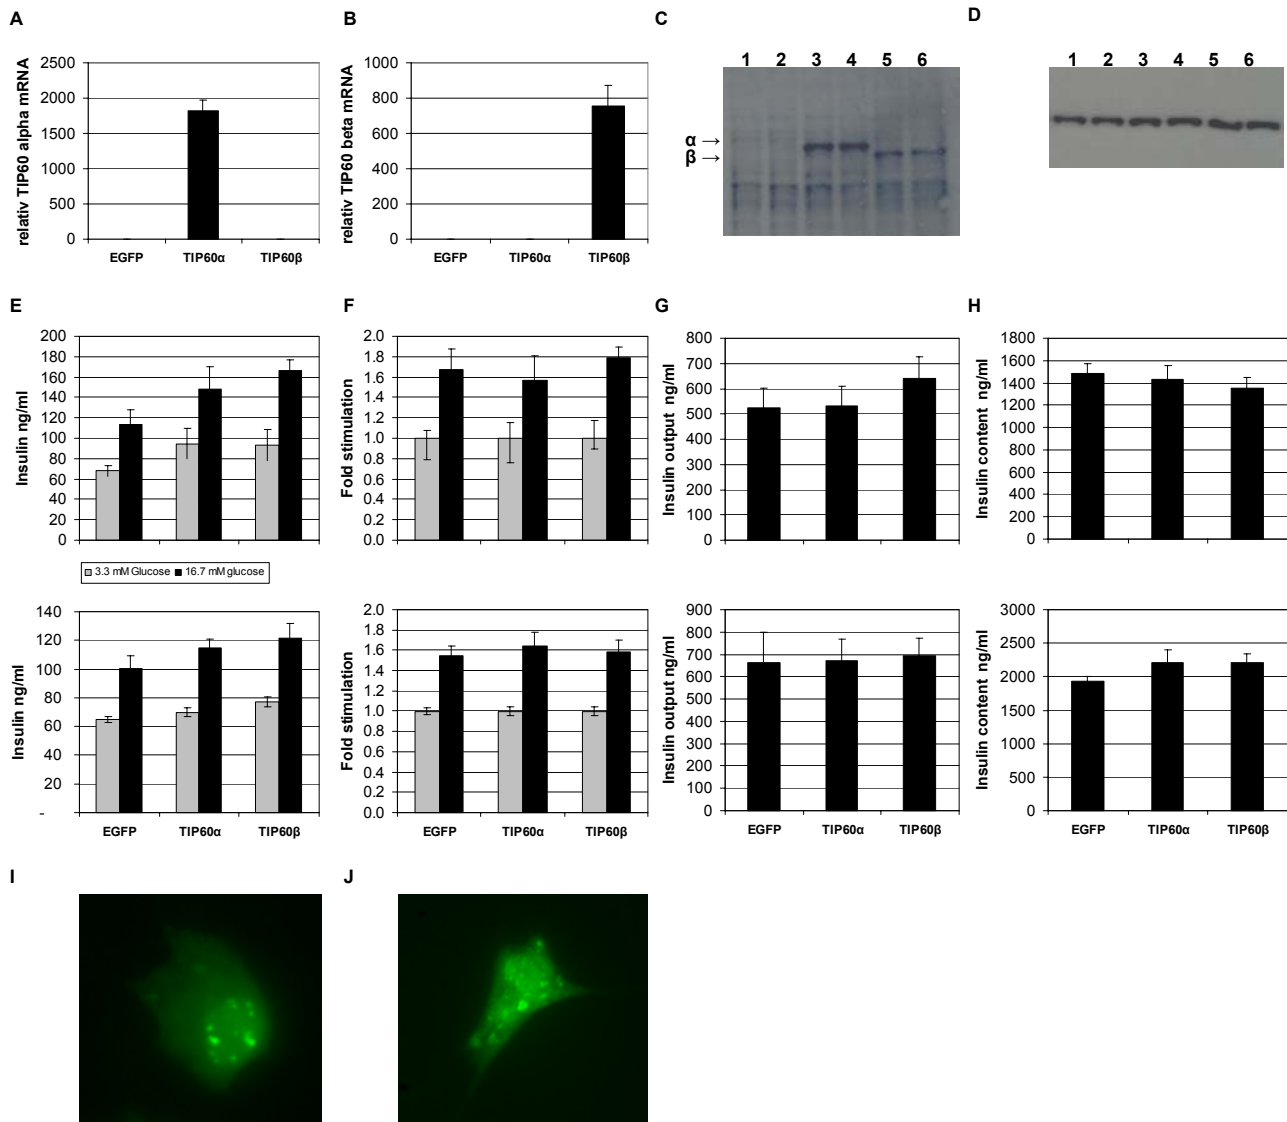 A
relativ TIP60 alpha mRNA
2500
2000
1500
1000
500
0
EGFP TIP60α TIP60β
B
relativ TIP60 beta mRNA
1000
800
600
400
200
0
EGFP TIP60α TIP60β
C
1 2 3 4 5 6
α →
β →
D
1 2 3 4 5 6
E
Insulin ng/ml
200
180
160
140
120
100
80
60
40
20
0
3.3 mM Glucose 16.7 mM glucose
F
Fold stimulation
2.0
1.8
1.6
1.4
1.2
1.0
0.8
0.6
0.4
0.2
0.0
G
Insulin output ng/ml
800
700
600
500
400
300
200
100
0
H
Insulin content ng/ml
1800
1600
1400
1200
1000
800
600
400
200
0
Insulin ng/ml
140
120
100
80
60
40
20
-
EGFP TIP60α TIP60β
Fold stimulation
2.0
1.8
1.6
1.4
1.2
1.0
0.8
0.6
0.4
0.2
0.0
EGFP TIP60α TIP60β
Insulin output ng/ml
900
800
700
600
500
400
300
200
100
0
EGFP TIP60α TIP60β
Insulin content ng/ml
3000
2500
2000
1500
1000
500
0
EGFP TIP60α TIP60β
I
J